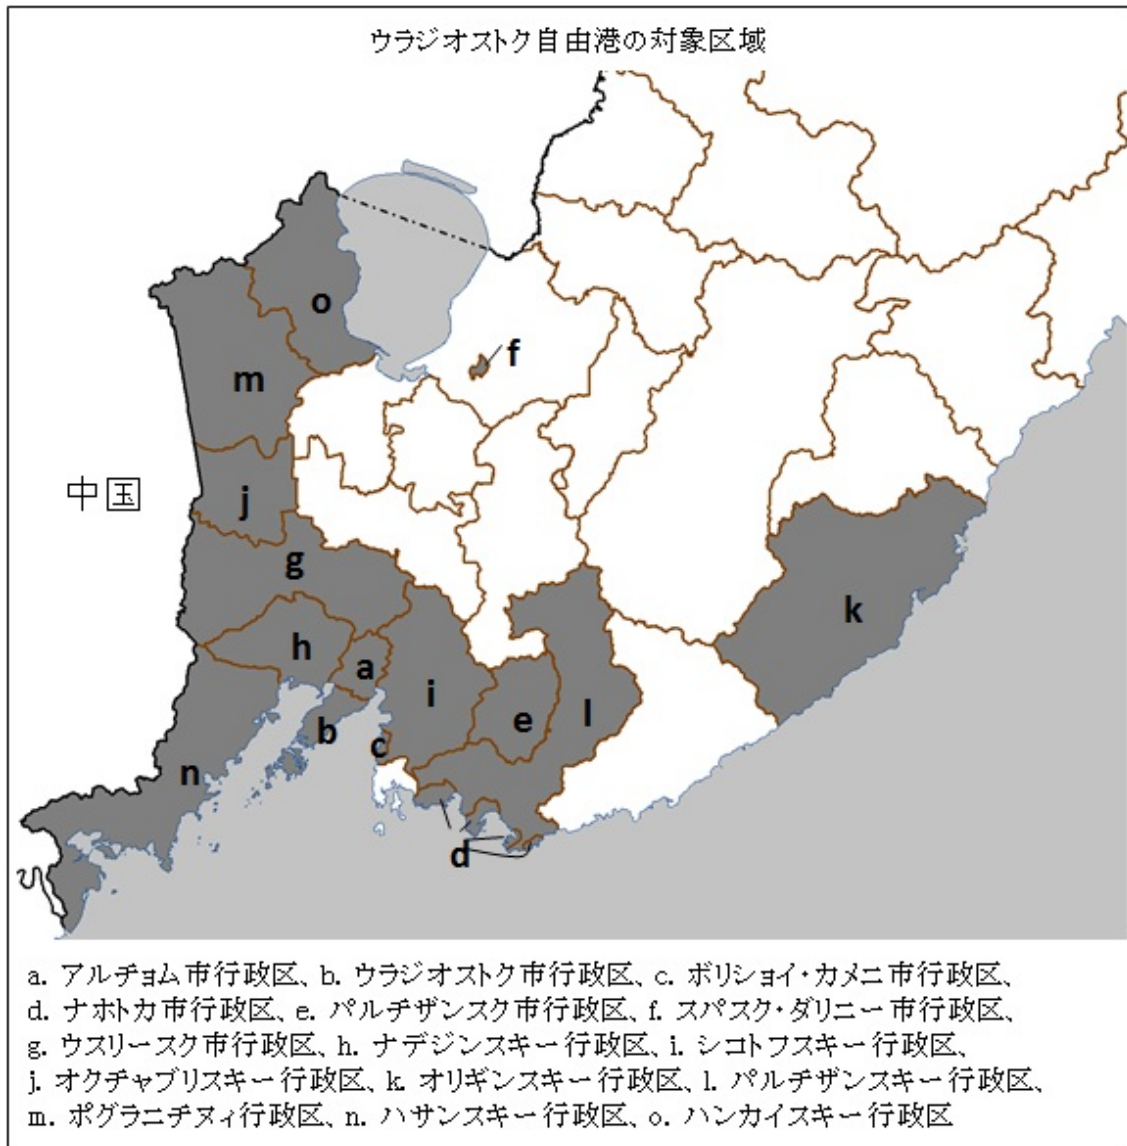 ウラジオストク自由港の対象区域
o
f
m
中国
j
g
k
h
a
i
l
e
b
c
n
d
a. アルチョム市行政区、b. ウラジオストク市行政区、c. ボリショイ・カメニ市行政区、
d. ナホトカ市行政区、e. パルチザンスク市行政区、f. スパスク・ダリニー市行政区、
g. ウスリースク市行政区、h. ナデジンスキー行政区、i. シコトフスキー行政区、
j. オクチャブリスキー行政区、k. オリギンスキー行政区、l. パルチザンスキー行政区、
m. ポグラニチヌィ行政区、n. ハサンスキー行政区、o. ハンカイスキー行政区